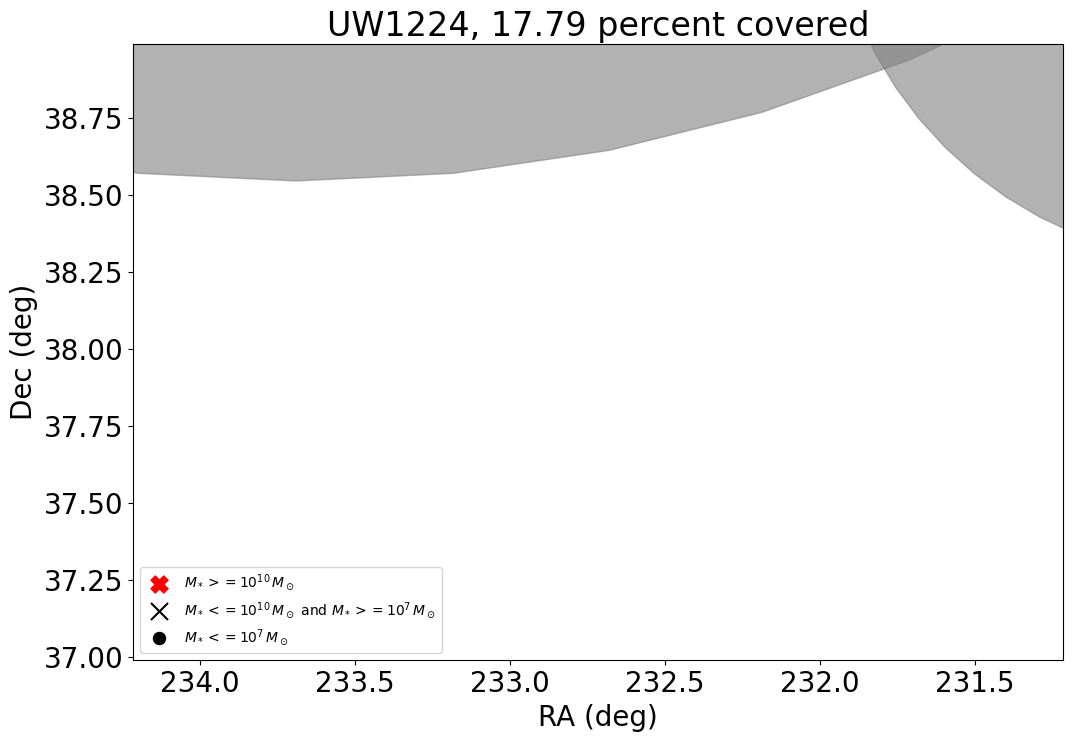 UW1224, 17.79 percent covered
Dec (deg)
38.75
38.50
38.25
38.00
37.75
37.50
37.25
37.00
M* >= 10^10 M⊙
M* <= 10^10 M⊙ and M* >= 10^7 M⊙
M* <= 10^7 M⊙
234.0 233.5 233.0 232.5 232.0 231.5
RA (deg)